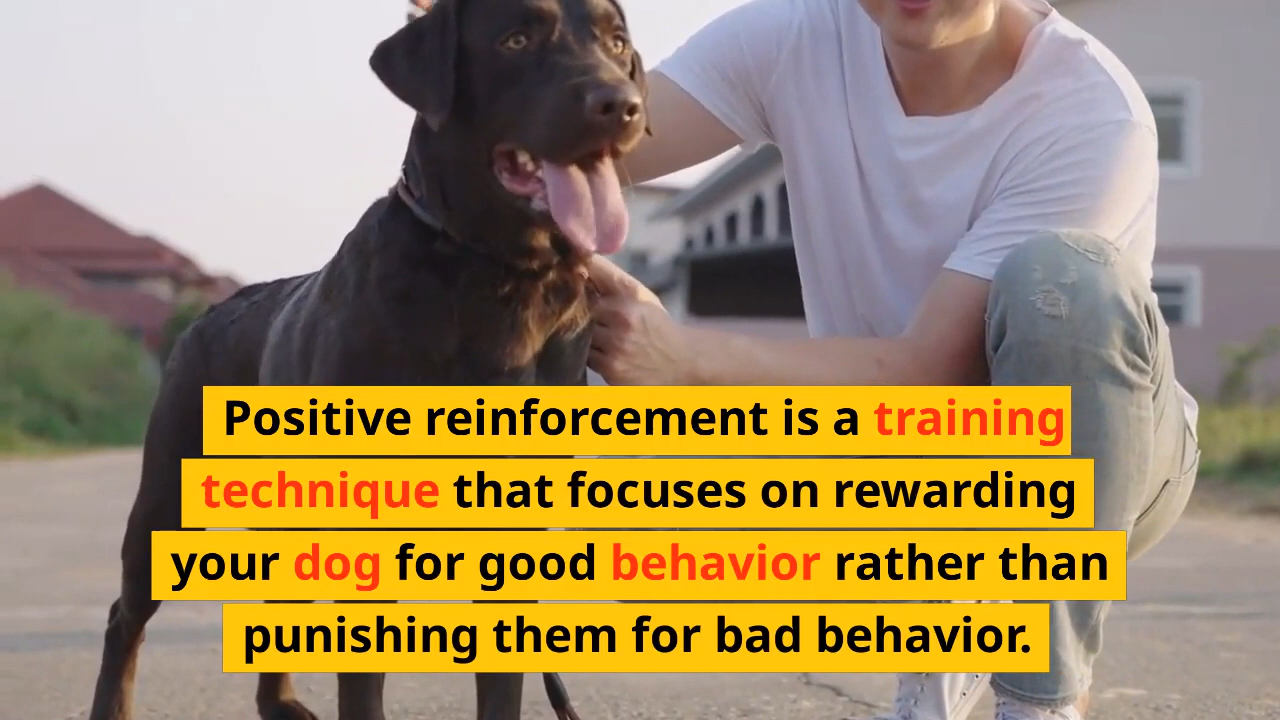 Positive reinforcement is a training
technique that focuses on rewarding
your dog for good behavior rather than
punishing them for bad behavior.